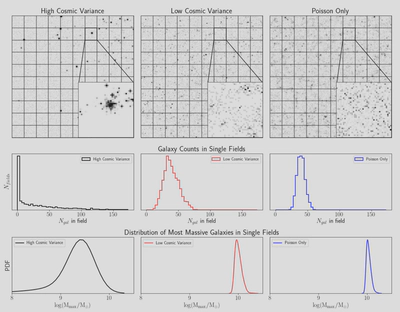 High Cosmic Variance
Low Cosmic Variance
Poisson Only
Galaxy Counts in Single Fields
N_fields
High Cosmic Variance
Low Cosmic Variance
Poisson Only
0 50 100 150
0 50 100 150
0 50 100 150
N_gal in field
N_gal in field
N_gal in field
Distribution of Most Massive Galaxies in Single Fields
PDF
High Cosmic Variance
Low Cosmic Variance
Poisson Only
8 9 10
8 9 10
8 9 10
log(M_max/M_☉)
log(M_max/M_☉)
log(M_max/M_☉)